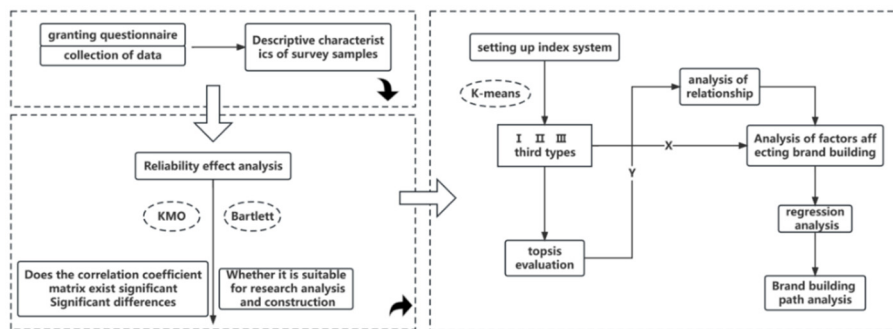 granting questionnaire
collection of data
Descriptive characterist
ics of survey samples
Reliability effect analysis
KMO
Bartlett
Does the correlation coefficient
matrix exist significant
Significant differences
Whether it is suitable
for research analysis
and construction
setting up index system
K-means
I II III
third types
topsis
evaluation
X
Y
analysis of
relationship
Analysis of factors aff
ecting brand building
regression
analysis
Brand building
path analysis